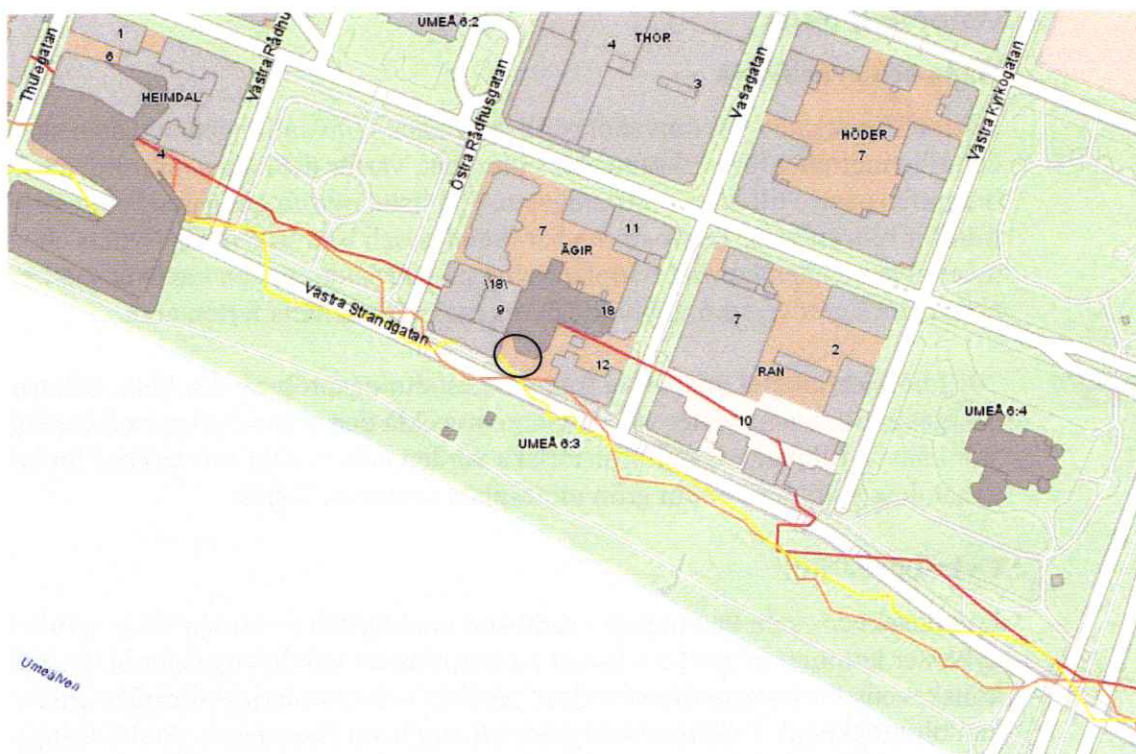 UMEÅ 6:2
1
6
Thulegatan
HEIMDAL
Västra Rådhu
4
Östra Rådhusgatan
THOR
4
3
Vasagatan
HÖDER
7
Västra Kyrkogatan
7
11
ÄGIR
\18\
9
18
12
Västra Strandgatan
7
2
RAN
10
UMEÅ 6:3
UMEÅ 6:4
Umeälven